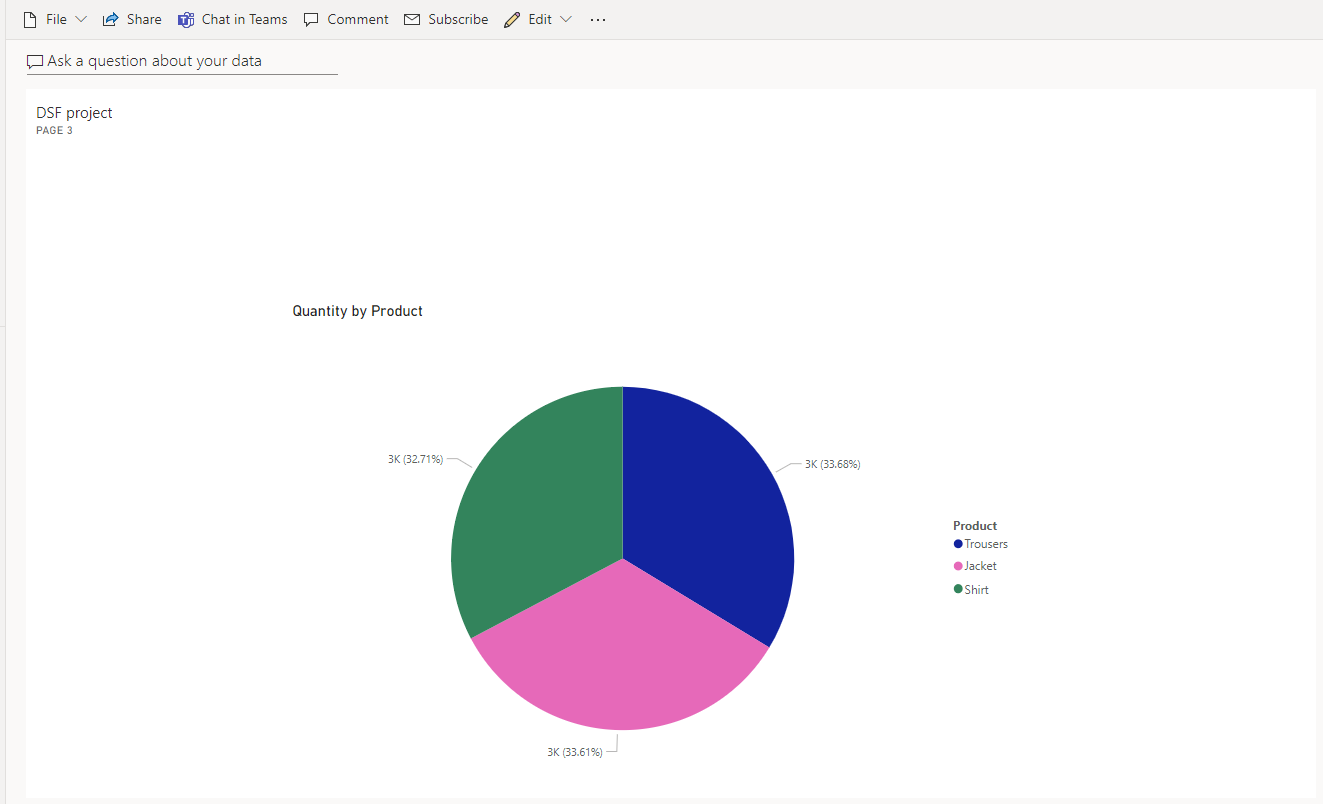 File Share Chat in Teams Comment Subscribe Edit ...
Ask a question about your data
DSF project
PAGE 3
Quantity by Product
3K (32.71%)
3K (33.68%)
Product
Trousers
Jacket
Shirt
3K (33.61%)